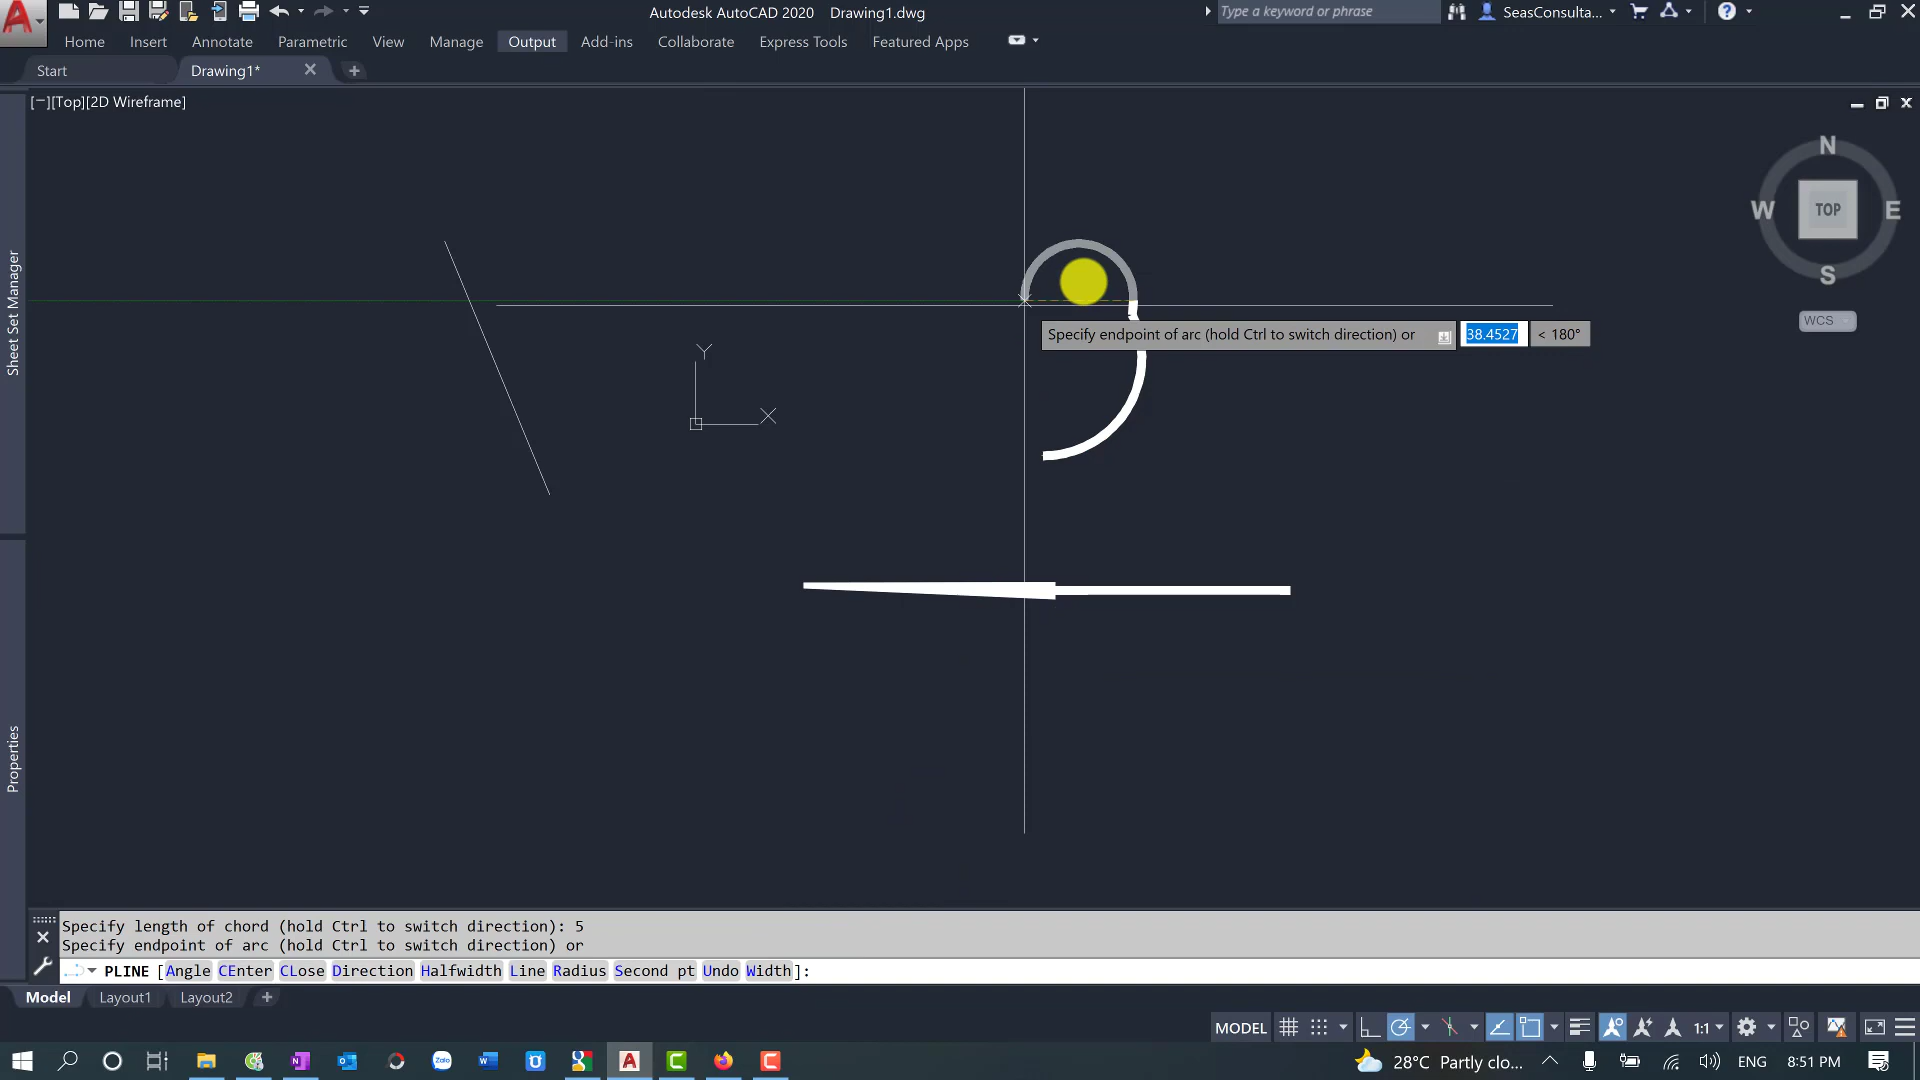 Autodesk AutoCAD 2020 Drawing1.dwg
Type a keyword or phrase
SeasConsulta...
Home Insert Annotate Parametric View Manage Output Add-ins Collaborate Express Tools Featured Apps
Start
Drawing1*
[−][Top][2D Wireframe]
Sheet Set Manager
Properties
N
W TOP E
S
WCS
Specify endpoint of arc (hold Ctrl to switch direction) or 38.4527 < 180°
Y
X
Specify length of chord (hold Ctrl to switch direction): 5
Specify endpoint of arc (hold Ctrl to switch direction) or
PLINE [Angle CEnter CLose Direction Halfwidth Line Radius Second pt Undo Width]:
Model Layout1 Layout2
MODEL 1:1
28°C Partly clo... ENG 8:51 PM